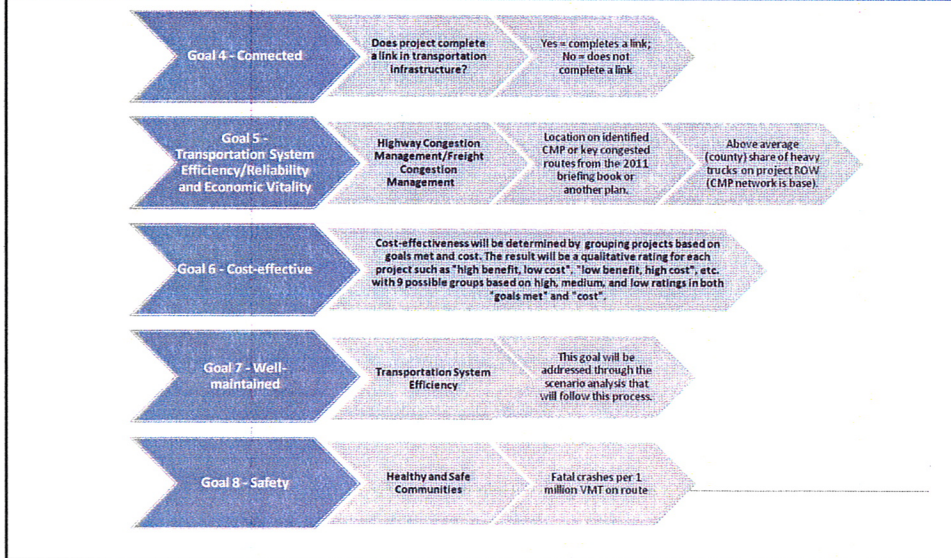 Goal 4 - Connected
Does project complete
a link in transportation
infrastructure?
Yes = completes a link;
No = does not
complete a link
Goal 5 -
Transportation System
Efficiency/Reliability
and Economic Vitality
Highway Congestion
Management/Freight
Congestion
Management
Location on identified
CMP or key congested
routes from the 2011
briefing book or
another plan.
Above average
(county) share of heavy
trucks on project ROW
(CMP network is base).
Goal 6 - Cost-effective
Cost-effectiveness will be determined by grouping projects based on
goals met and cost. The result will be a qualitative rating for each
project such as "high benefit, low cost", "low benefit, high cost", etc.
with 9 possible groups based on high, medium, and low ratings in both
"goals met" and "cost".
Goal 7 - Well-
maintained
Transportation System
Efficiency
This goal will be
addressed through the
scenario analysis that
will follow this process.
Goal 8 - Safety
Healthy and Safe
Communities
Fatal crashes per 1
million VMT on route